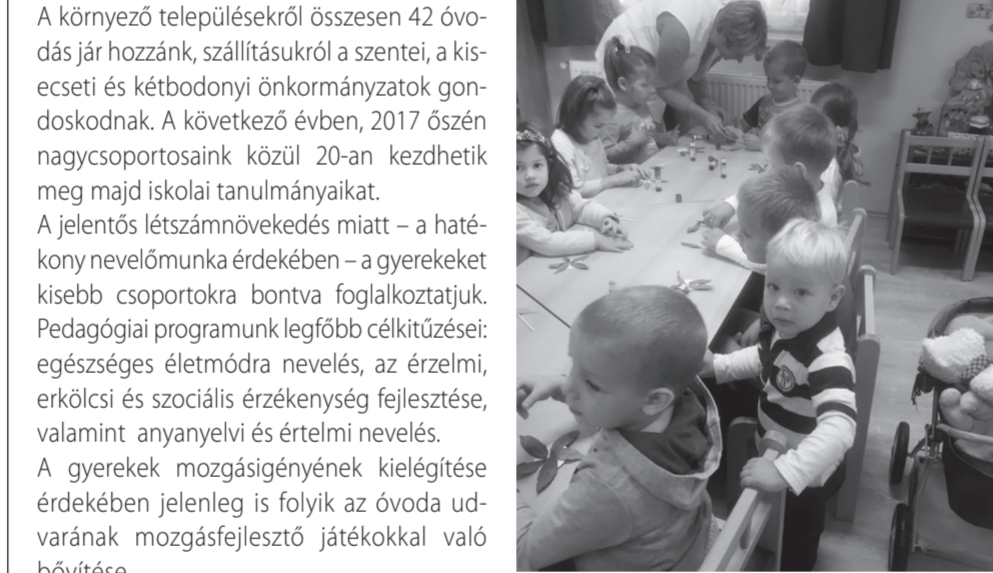 A környező településekről összesen 42 óvo-
dás jár hozzánk, szállításukról a szentei, a kis-
ecseti és kétbodonyi önkormányzatok gon-
doskodnak. A következő évben, 2017 őszén
nagycsoportosaink közül 20-an kezdhetik
meg majd iskolai tanulmányaikat.
A jelentős létszámnövekedés miatt – a haté-
kony nevelőmunka érdekében – a gyerekeket
kisebb csoportokra bontva foglalkoztatjuk.
Pedagógiai programunk legfőbb célkitűzései:
egészséges életmódra nevelés, az érzelmi,
erkölcsi és szociális érzékenység fejlesztése,
valamint anyanyelvi és értelmi nevelés.
A gyerekek mozgásigényének kielégítése
érdekében jelenleg is folyik az óvoda ud-
varának mozgásfejlesztő játékokkal való
bővítése.